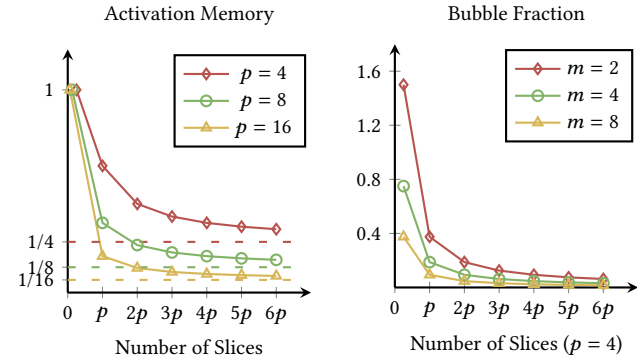 Activation Memory
1
1/4
1/8
1/16
p = 4
p = 8
p = 16
0 p 2p 3p 4p 5p 6p
Number of Slices
Bubble Fraction
1.6
1.2
0.8
0.4
m = 2
m = 4
m = 8
0 p 2p 3p 4p 5p 6p
Number of Slices (p = 4)